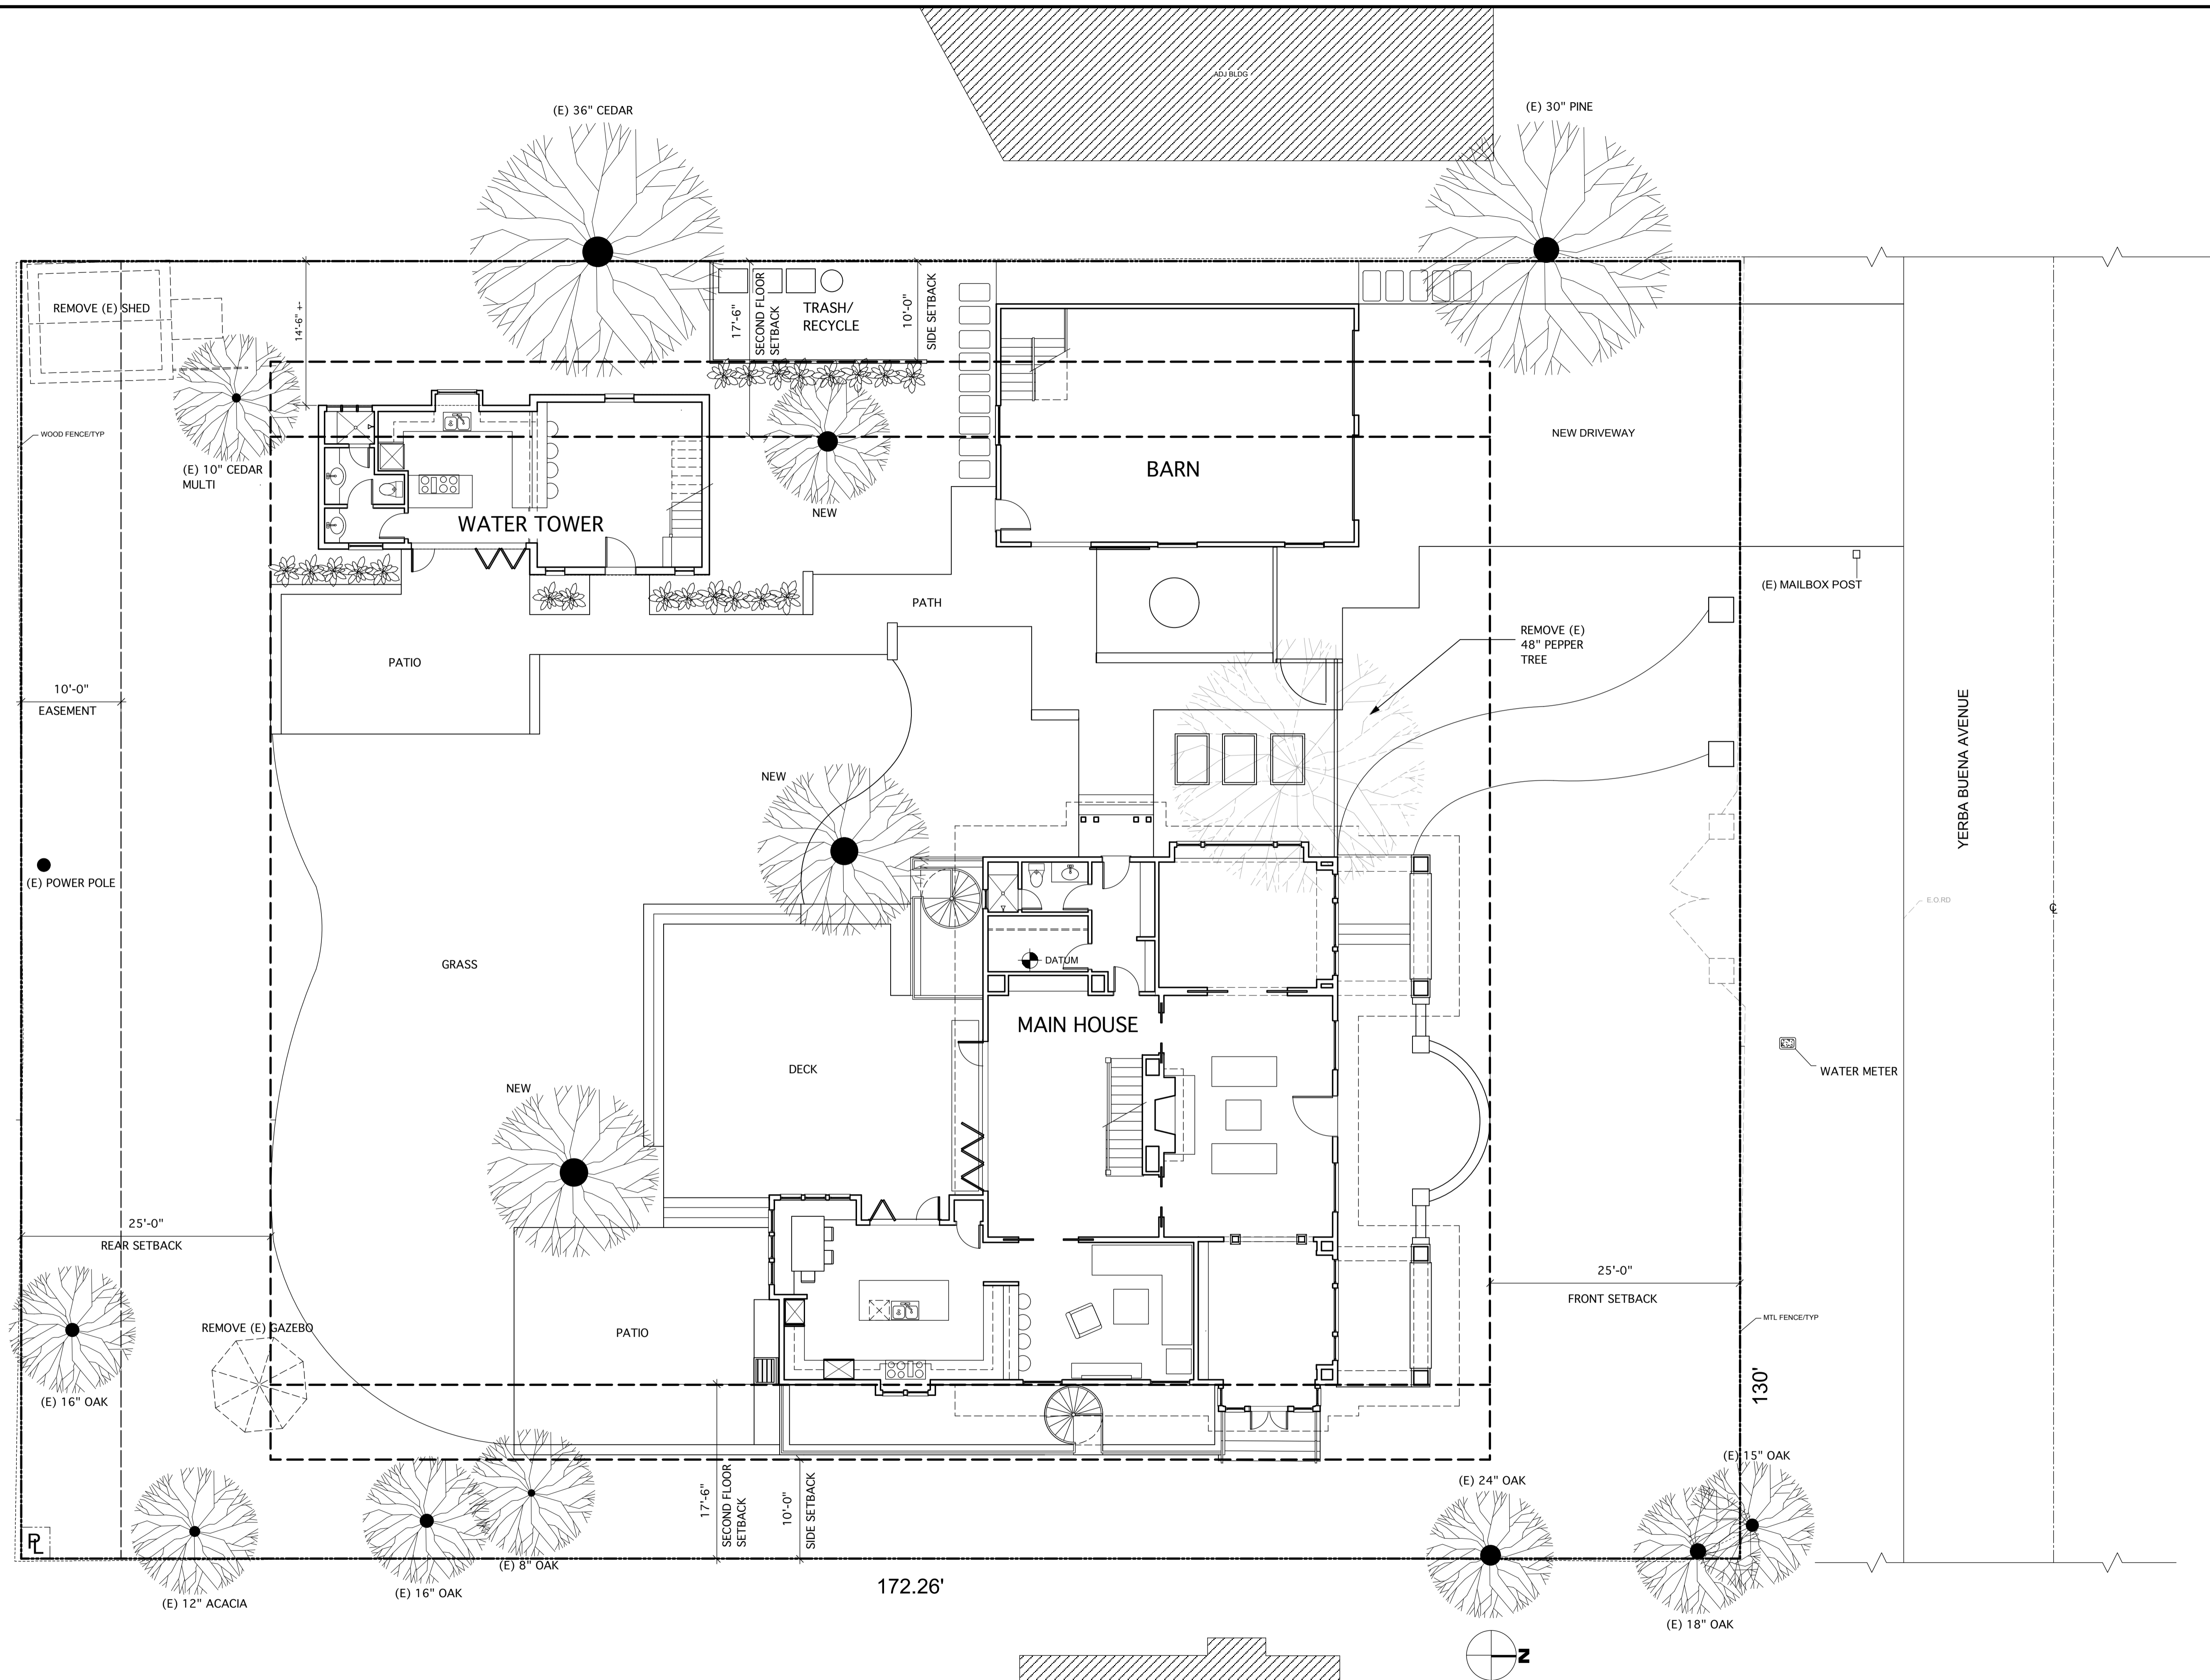 ADJ BLDG
(E) 36" CEDAR
(E) 30" PINE
REMOVE (E) SHED
14'-6" +-
17'-6"
SECOND FLOOR
SETBACK
TRASH/
RECYCLE
10'-0"
SIDE SETBACK
WOOD FENCE/TYP
(E) 10" CEDAR
MULTI
WATER TOWER
NEW
BARN
NEW DRIVEWAY
(E) MAILBOX POST
PATH
REMOVE (E)
48" PEPPER
TREE
PATIO
10'-0"
EASEMENT
YERBA BUENA AVENUE
NEW
(E) POWER POLE
E.O.RD
CL
GRASS
DATUM
MAIN HOUSE
DECK
WATER METER
NEW
25'-0"
REAR SETBACK
25'-0"
FRONT SETBACK
MTL FENCE/TYP
REMOVE (E) GAZEBO
PATIO
130'
(E) 16" OAK
17'-6"
SECOND FLOOR
SETBACK
10'-0"
SIDE SETBACK
(E) 24" OAK
(E) 15" OAK
PL
(E) 8" OAK
(E) 16" OAK
(E) 12" ACACIA
172.26'
(E) 18" OAK
N